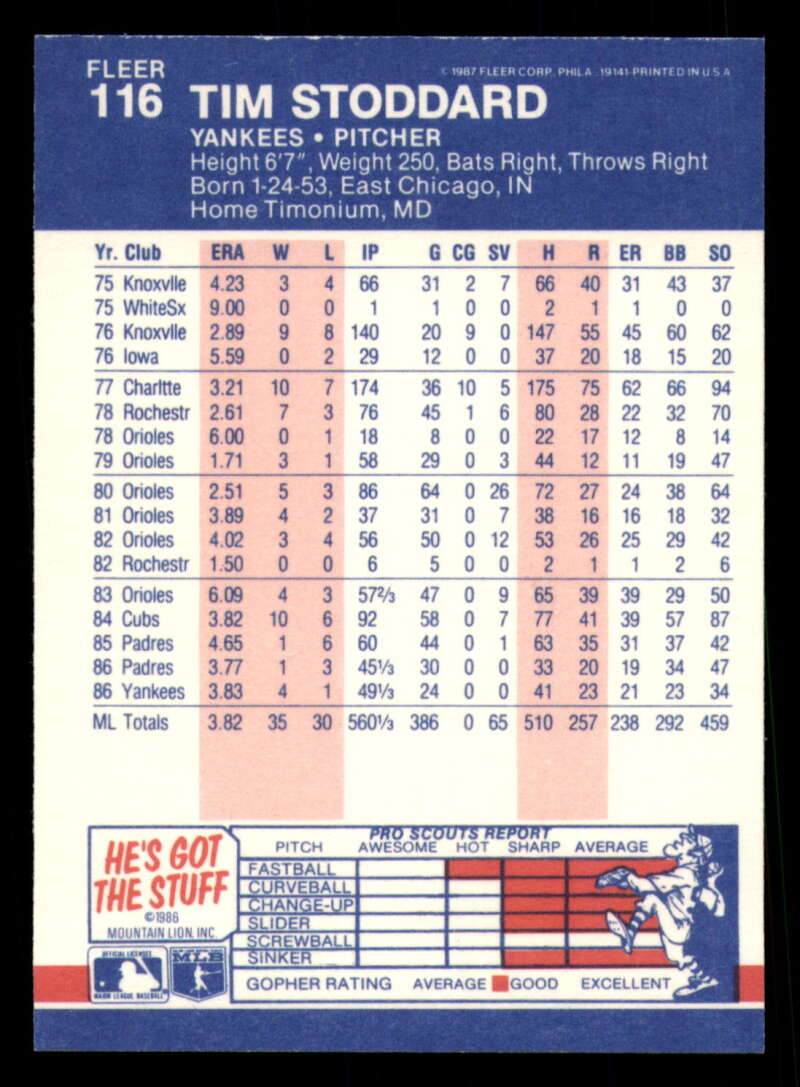 FLEER
© 1987 FLEER CORP. PHILA. 19141-PRINTED IN U S A
116 TIM STODDARD
YANKEES • PITCHER
Height 6'7", Weight 250, Bats Right, Throws Right
Born 1-24-53, East Chicago, IN
Home Timonium, MD
Yr. Club ERA W L IP G CG SV H R ER BB SO
75 Knoxvlle 4.23 3 4 66 31 2 7 66 40 31 43 37
75 WhiteSx 9.00 0 0 1 1 0 0 2 1 1 0 0
76 Knoxvlle 2.89 9 8 140 20 9 0 147 55 45 60 62
76 Iowa 5.59 0 2 29 12 0 0 37 20 18 15 20
77 Charltte 3.21 10 7 174 36 10 5 175 75 62 66 94
78 Rochestr 2.61 7 3 76 45 1 6 80 28 22 32 70
78 Orioles 6.00 0 1 18 8 0 0 22 17 12 8 14
79 Orioles 1.71 3 1 58 29 0 3 44 12 11 19 47
80 Orioles 2.51 5 3 86 64 0 26 72 27 24 38 64
81 Orioles 3.89 4 2 37 31 0 7 38 16 16 18 32
82 Orioles 4.02 3 4 56 50 0 12 53 26 25 29 42
82 Rochestr 1.50 0 0 6 5 0 0 2 1 1 2 6
83 Orioles 6.09 4 3 57⅔ 47 0 9 65 39 39 29 50
84 Cubs 3.82 10 6 92 58 0 7 77 41 39 57 87
85 Padres 4.65 1 6 60 44 0 1 63 35 31 37 42
86 Padres 3.77 1 3 45⅓ 30 0 0 33 20 19 34 47
86 Yankees 3.83 4 1 49⅓ 24 0 0 41 23 21 23 34
ML Totals 3.82 35 30 560⅓ 386 0 65 510 257 238 292 459
HE'S GOT
THE STUFF
©1986
MOUNTAIN LION, INC.
PRO SCOUTS REPORT
PITCH AWESOME HOT SHARP AVERAGE
FASTBALL
CURVEBALL
CHANGE-UP
SLIDER
SCREWBALL
SINKER
GOPHER RATING AVERAGE GOOD EXCELLENT
OFFICIAL LICENSEE
MAJOR LEAGUE BASEBALL
MLB